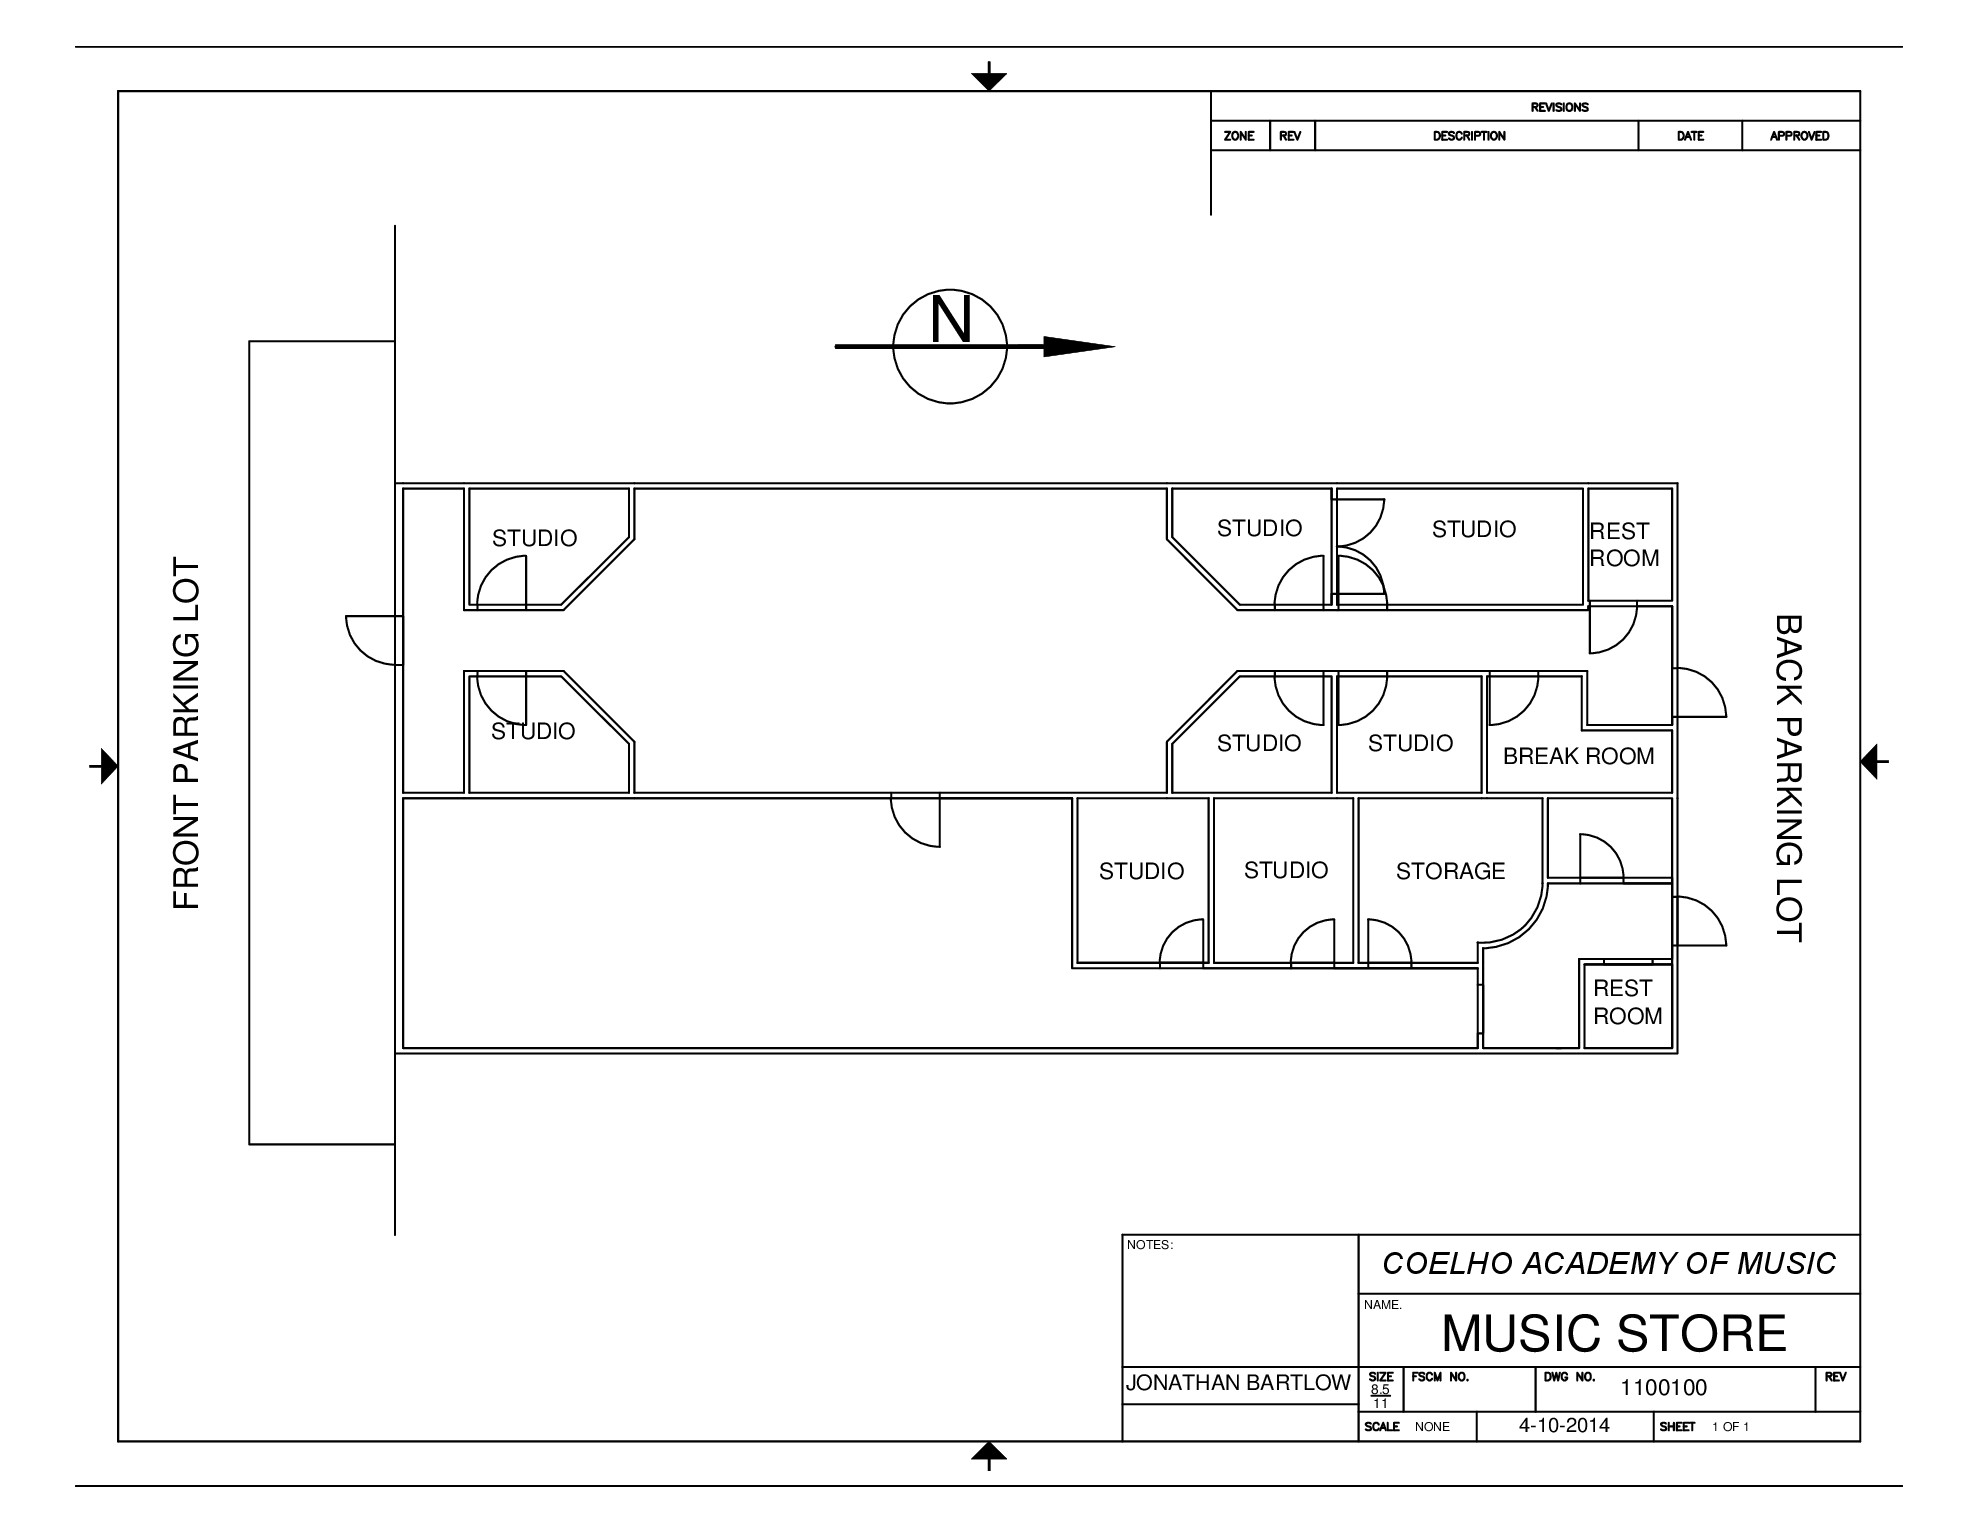 REVISIONS
ZONE REV DESCRIPTION DATE APPROVED
N
FRONT PARKING LOT
BACK PARKING LOT
STUDIO
STUDIO
STUDIO
REST
ROOM
STUDIO
STUDIO
STUDIO
BREAK ROOM
STUDIO
STUDIO
STORAGE
REST
ROOM
NOTES:
COELHO ACADEMY OF MUSIC
NAME.
MUSIC STORE
JONATHAN BARTLOW
SIZE
8.5
11
FSCM NO.
DWG NO. 1100100
REV
SCALE NONE
4-10-2014
SHEET 1 OF 1